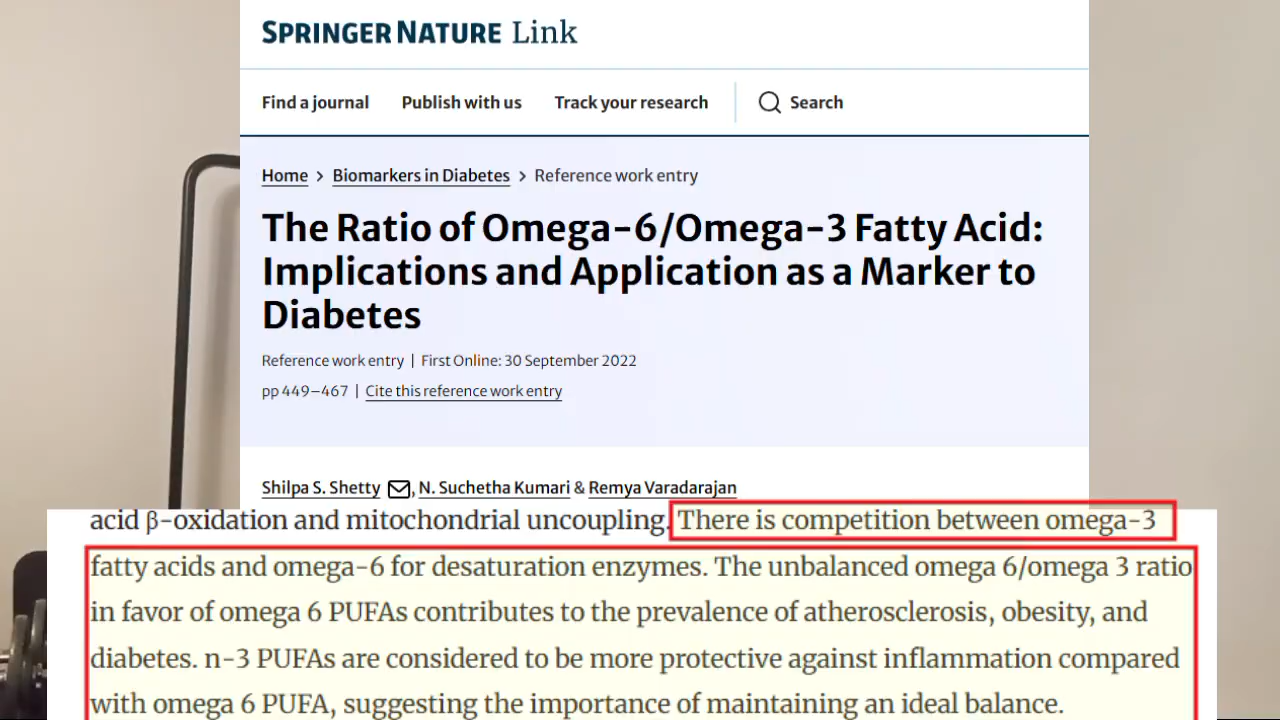 SPRINGER NATURE Link
Find a journal Publish with us Track your research Search
Home > Biomarkers in Diabetes > Reference work entry
The Ratio of Omega-6/Omega-3 Fatty Acid:
Implications and Application as a Marker to
Diabetes
Reference work entry | First Online: 30 September 2022
pp 449–467 | Cite this reference work entry
Shilpa S. Shetty, N. Suchetha Kumari & Remya Varadarajan
acid β-oxidation and mitochondrial uncoupling. There is competition between omega-3
fatty acids and omega-6 for desaturation enzymes. The unbalanced omega 6/omega 3 ratio
in favor of omega 6 PUFAs contributes to the prevalence of atherosclerosis, obesity, and
diabetes. n-3 PUFAs are considered to be more protective against inflammation compared
with omega 6 PUFA, suggesting the importance of maintaining an ideal balance.